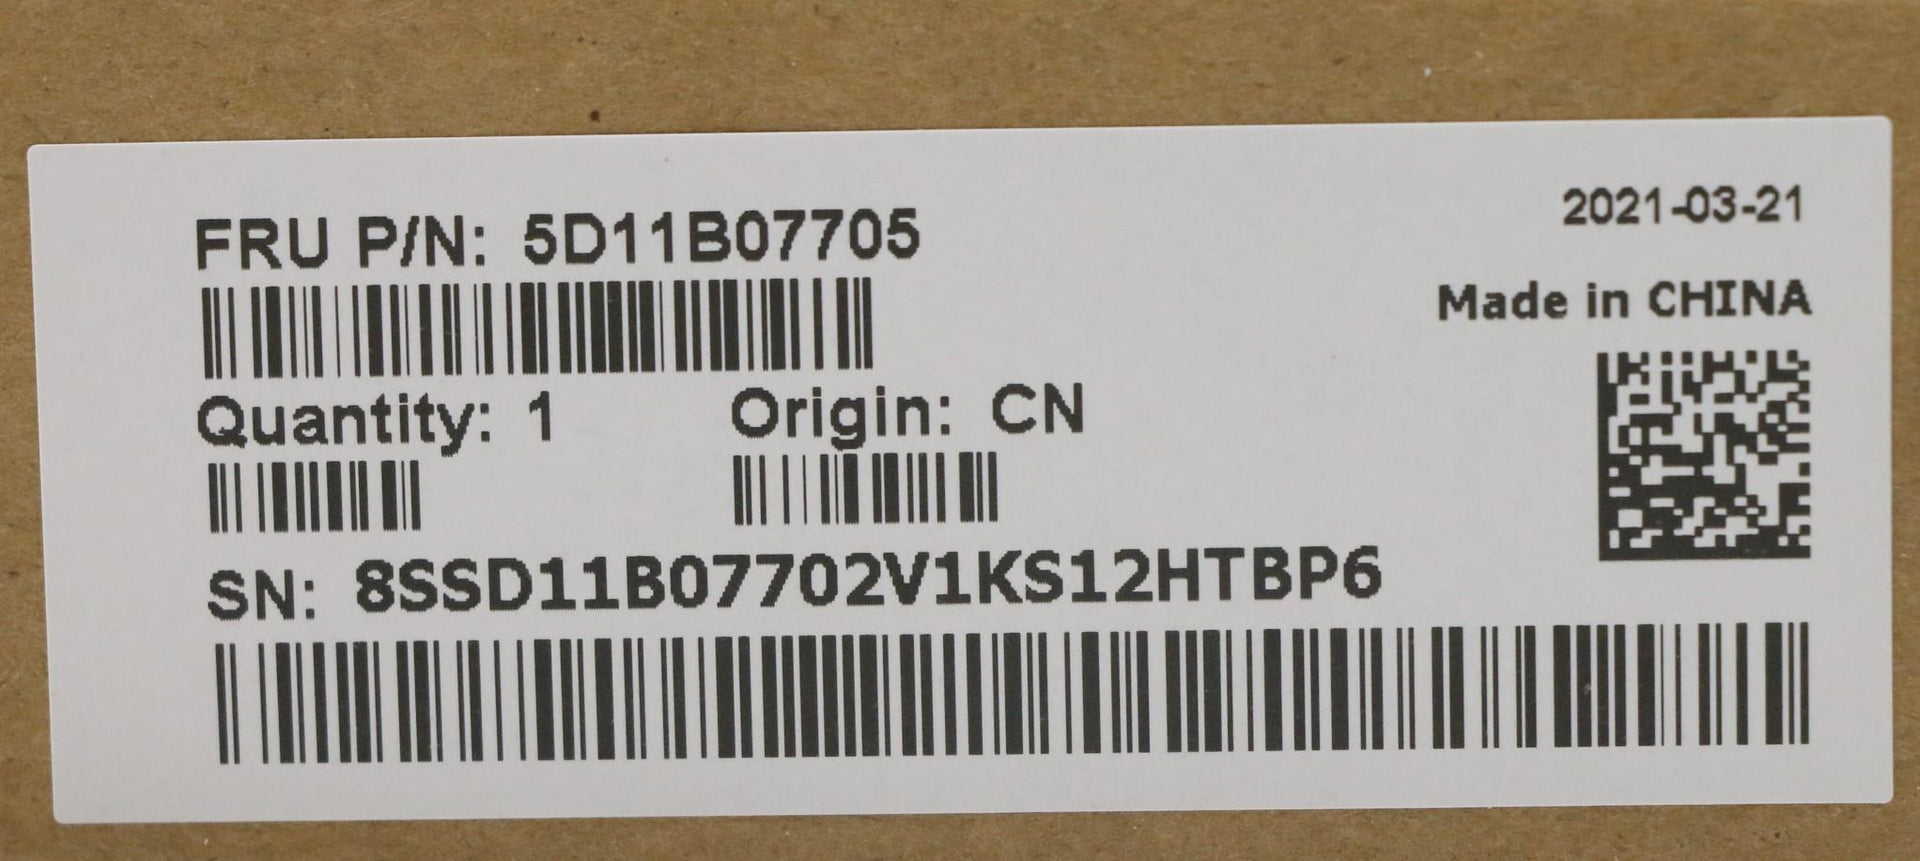 2021-03-21
FRU P/N: 5D11B07705
Made in CHINA
Quantity: 1
Origin: CN
SN: 8SSD11B07702V1KS12HTBP6